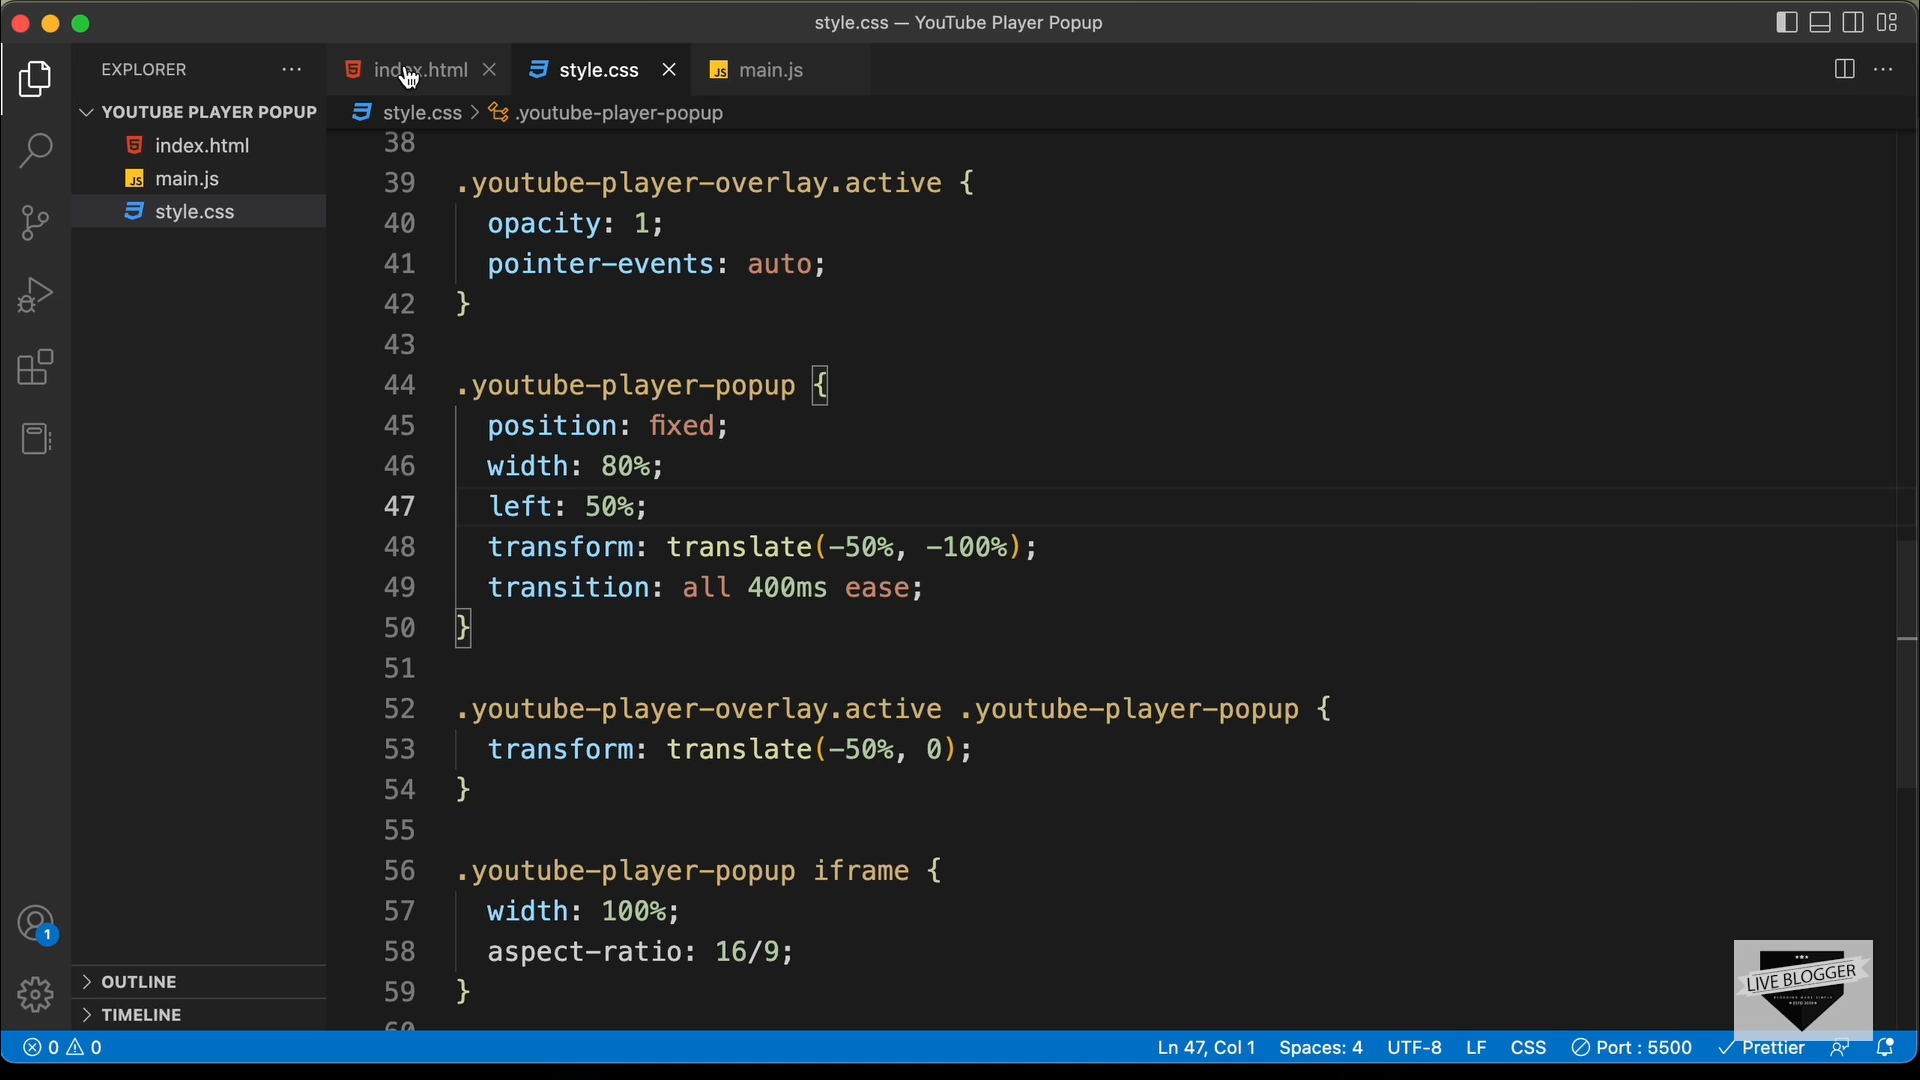 style.css — YouTube Player Popup
EXPLORER
index.html
style.css
main.js
YOUTUBE PLAYER POPUP
style.css > .youtube-player-popup
index.html
main.js
style.css
38
39 .youtube-player-overlay.active {
40 opacity: 1;
41 pointer-events: auto;
42 }
43
44 .youtube-player-popup {
45 position: fixed;
46 width: 80%;
47 left: 50%;
48 transform: translate(-50%, -100%);
49 transition: all 400ms ease;
50 }
51
52 .youtube-player-overlay.active .youtube-player-popup {
53 transform: translate(-50%, 0);
54 }
55
56 .youtube-player-popup iframe {
57 width: 100%;
58 aspect-ratio: 16/9;
59 }
60
1
OUTLINE
TIMELINE
LIVE BLOGGER
0 0
Ln 47, Col 1 Spaces: 4 UTF-8 LF CSS Port : 5500 Prettier